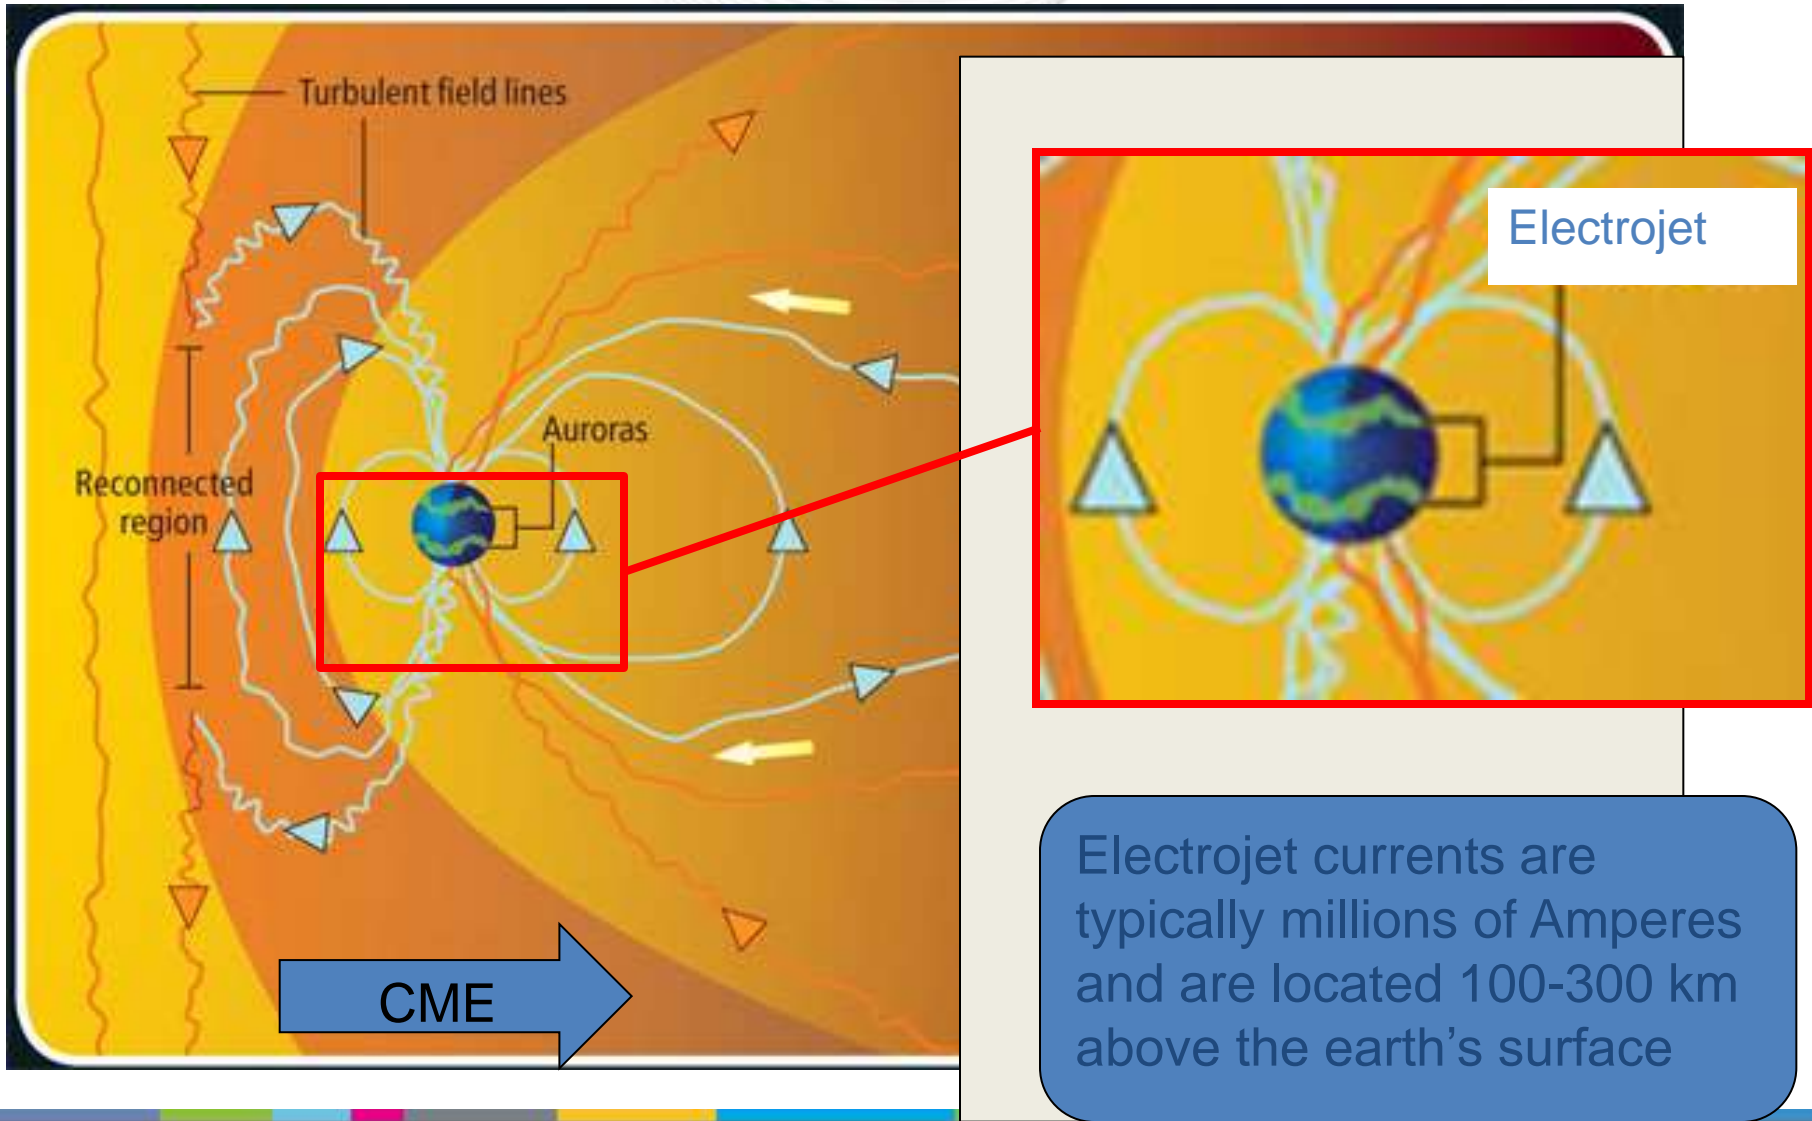 Turbulent field lines
Auroras
Reconnected
region
CME
Electrojet
Electrojet currents are
typically millions of Amperes
and are located 100-300 km
above the earth’s surface